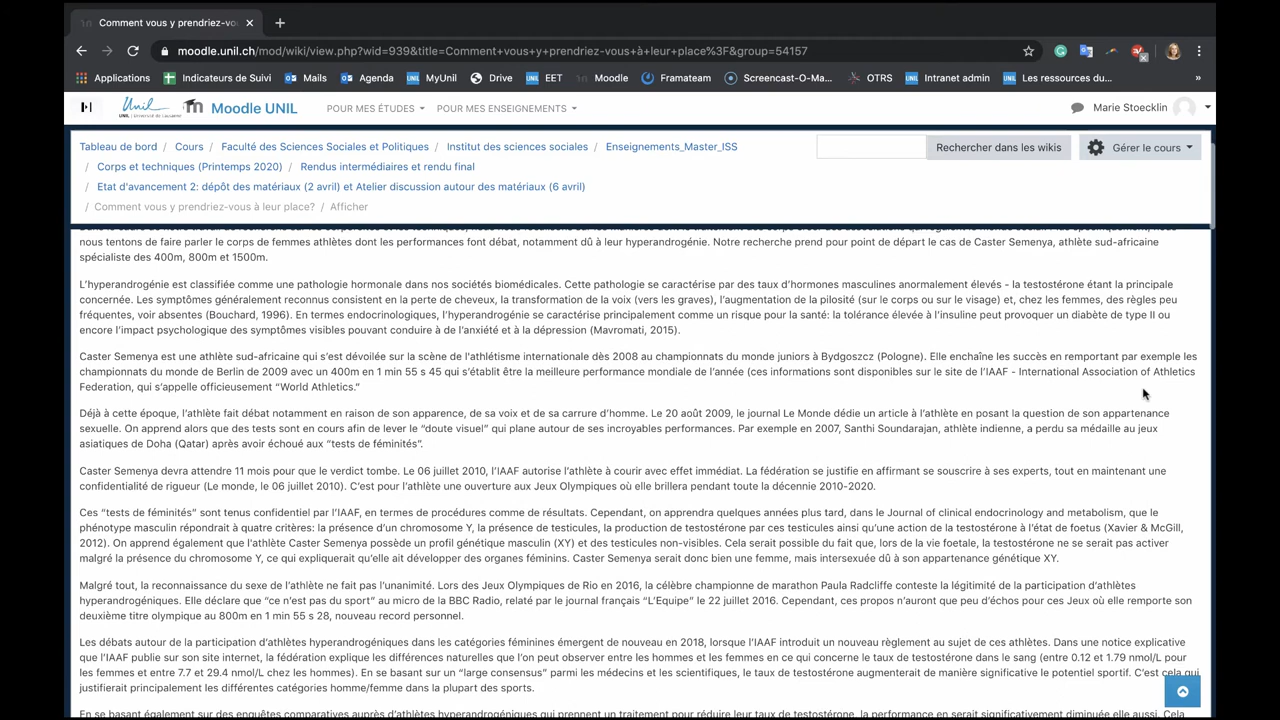 Comment vous y prendriez-vo
moodle.unil.ch/mod/wiki/view.php?wid=939&title=Comment+vous+y+prendriez-vous+à+leur+place%3F&group=54157
Applications Indicateurs de Suivi Mails Agenda MyUnil Drive EET Moodle Framateam Screencast-O-Ma... OTRS Intranet admin Les ressources du... »
Unil Moodle UNIL POUR MES ÉTUDES POUR MES ENSEIGNEMENTS Marie Stoecklin
Tableau de bord / Cours / Faculté des Sciences Sociales et Politiques / Institut des sciences sociales / Enseignements_Master_ISS Rechercher dans les wikis Gérer le cours
/ Corps et techniques (Printemps 2020) / Rendus intermédiaires et rendu final
/ Etat d'avancement 2: dépôt des matériaux (2 avril) et Atelier discussion autour des matériaux (6 avril)
/ Comment vous y prendriez-vous à leur place? / Afficher
nous tentons de faire parler le corps de femmes athlètes dont les performances font débat, notamment dû à leur hyperandrogénie. Notre recherche prend pour point de départ le cas de Caster Semenya, athlète sud-africaine
spécialiste des 400m, 800m et 1500m.
L'hyperandrogénie est classifiée comme une pathologie hormonale dans nos sociétés biomédicales. Cette pathologie se caractérise par des taux d'hormones masculines anormalement élevés - la testostérone étant la principale
concernée. Les symptômes généralement reconnus consistent en la perte de cheveux, la transformation de la voix (vers les graves), l'augmentation de la pilosité (sur le corps ou sur le visage) et, chez les femmes, des règles peu
fréquentes, voir absentes (Bouchard, 1996). En termes endocrinologiques, l'hyperandrogénie se caractérise principalement comme un risque pour la santé: la tolérance élevée à l'insuline peut provoquer un diabète de type II ou
encore l'impact psychologique des symptômes visibles pouvant conduire à de l'anxiété et à la dépression (Mavromati, 2015).
Caster Semenya est une athlète sud-africaine qui s'est dévoilée sur la scène de l'athlétisme internationale dès 2008 au championnats du monde juniors à Bydgoszcz (Pologne). Elle enchaîne les succès en remportant par exemple les
championnats du monde de Berlin de 2009 avec un 400m en 1 min 55 s 45 qui s'établit être la meilleure performance mondiale de l'année (ces informations sont disponibles sur le site de l'IAAF - International Association of Athletics
Federation, qui s'appelle officieusement “World Athletics.”
Déjà à cette époque, l'athlète fait débat notamment en raison de son apparence, de sa voix et de sa carrure d'homme. Le 20 août 2009, le journal Le Monde dédie un article à l'athlète en posant la question de son appartenance
sexuelle. On apprend alors que des tests sont en cours afin de lever le “doute visuel” qui plane autour de ses incroyables performances. Par exemple en 2007, Santhi Soundarajan, athlète indienne, a perdu sa médaille au jeux
asiatiques de Doha (Qatar) après avoir échoué aux “tests de féminités”.
Caster Semenya devra attendre 11 mois pour que le verdict tombe. Le 06 juillet 2010, l'IAAF autorise l'athlète à courir avec effet immédiat. La fédération se justifie en affirmant se souscrire à ses experts, tout en maintenant une
confidentialité de rigueur (Le monde, le 06 juillet 2010). C'est pour l'athlète une ouverture aux Jeux Olympiques où elle brillera pendant toute la décennie 2010-2020.
Ces “tests de féminités” sont tenus confidentiel par l'IAAF, en termes de procédures comme de résultats. Cependant, on apprendra quelques années plus tard, dans le Journal of clinical endocrinology and metabolism, que le
phénotype masculin répondrait à quatre critères: la présence d'un chromosome Y, la présence de testicules, la production de testostérone par ces testicules ainsi qu'une action de la testostérone à l'état de foetus (Xavier & McGill,
2012). On apprend également que l'athlète Caster Semenya possède un profil génétique masculin (XY) et des testicules non-visibles. Cela serait possible du fait que, lors de la vie foetale, la testostérone ne se serait pas activer
malgré la présence du chromosome Y, ce qui expliquerait qu'elle ait développer des organes féminins. Caster Semenya serait donc bien une femme, mais intersexuée dû à son appartenance génétique XY.
Malgré tout, la reconnaissance du sexe de l'athlète ne fait pas l'unanimité. Lors des Jeux Olympiques de Rio en 2016, la célèbre championne de marathon Paula Radcliffe conteste la légitimité de la participation d'athlètes
hyperandrogéniques. Elle déclare que “ce n'est pas du sport” au micro de la BBC Radio, relaté par le journal français “L'Equipe” le 22 juillet 2016. Cependant, ces propos n'auront que peu d'échos pour ces Jeux où elle remporte son
deuxième titre olympique au 800m en 1 min 55 s 28, nouveau record personnel.
Les débats autour de la participation d'athlètes hyperandrogéniques dans les catégories féminines émergent de nouveau en 2018, lorsque l'IAAF introduit un nouveau règlement au sujet de ces athlètes. Dans une notice explicative
que l'IAAF publie sur son site internet, la fédération explique les différences naturelles que l'on peut observer entre les hommes et les femmes en ce qui concerne le taux de testostérone dans le sang (entre 0.12 et 1.79 nmol/L pour
les femmes et entre 7.7 et 29.4 nmol/L chez les hommes). En se basant sur un “large consensus” parmi les médecins et les scientifiques, le taux de testostérone augmenterait de manière significative le potentiel sportif. C'est cela qui
justifierait principalement les différentes catégories homme/femme dans la plupart des sports.
En se basant également sur des enquêtes comparatives auprès d'athlètes hyperandrogéniques qui prennent un traitement pour réduire leur taux de testostérone, la performance en serait significativement diminuée elle aussi. Cela